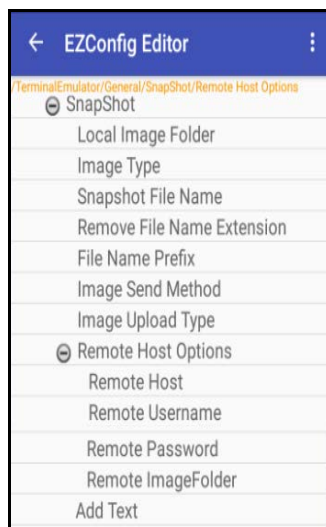 EZConfig Editor
/TerminalEmulator/General/SnapShot/Remote Host Options
SnapShot
Local Image Folder
Image Type
Snapshot File Name
Remove File Name Extension
File Name Prefix
Image Send Method
Image Upload Type
Remote Host Options
Remote Host
Remote Username
Remote Password
Remote ImageFolder
Add Text